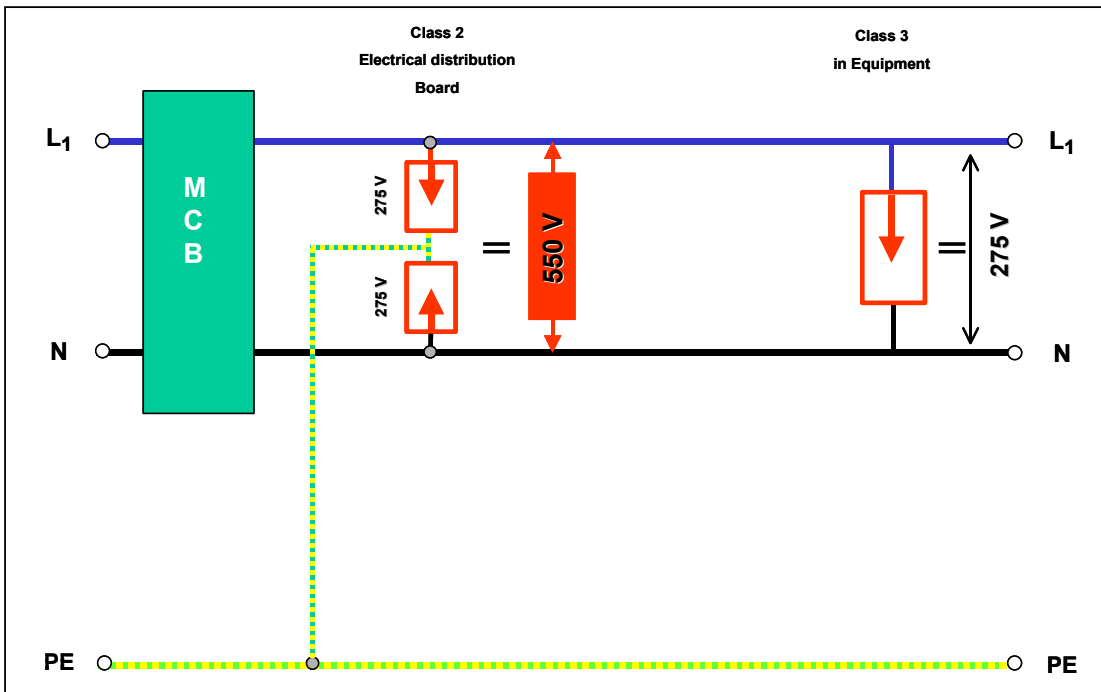 Class 2
Electrical distribution
Board
Class 3
in Equipment
L1
L1
M
C
B
275 V
275 V
=
550 V
=
275 V
N
N
PE
PE